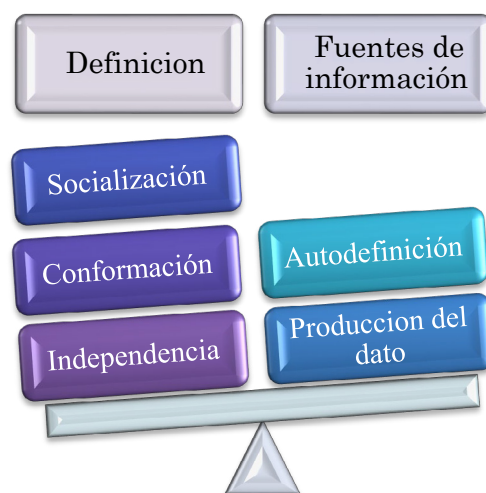 Definicion
Fuentes de
información
Socialización
Conformación
Independencia
Autodefinición
Produccion del
dato